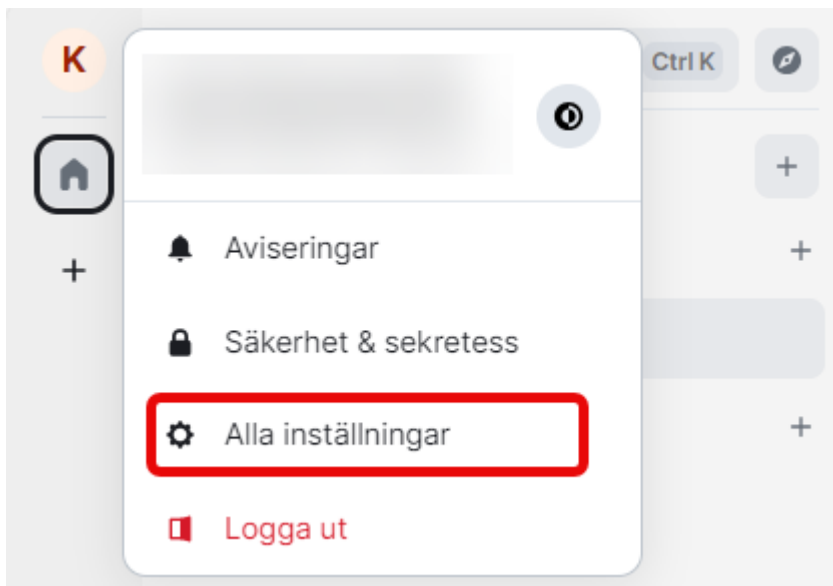 K
Ctrl K
Aviseringar
Säkerhet & sekretess
Alla inställningar
Logga ut